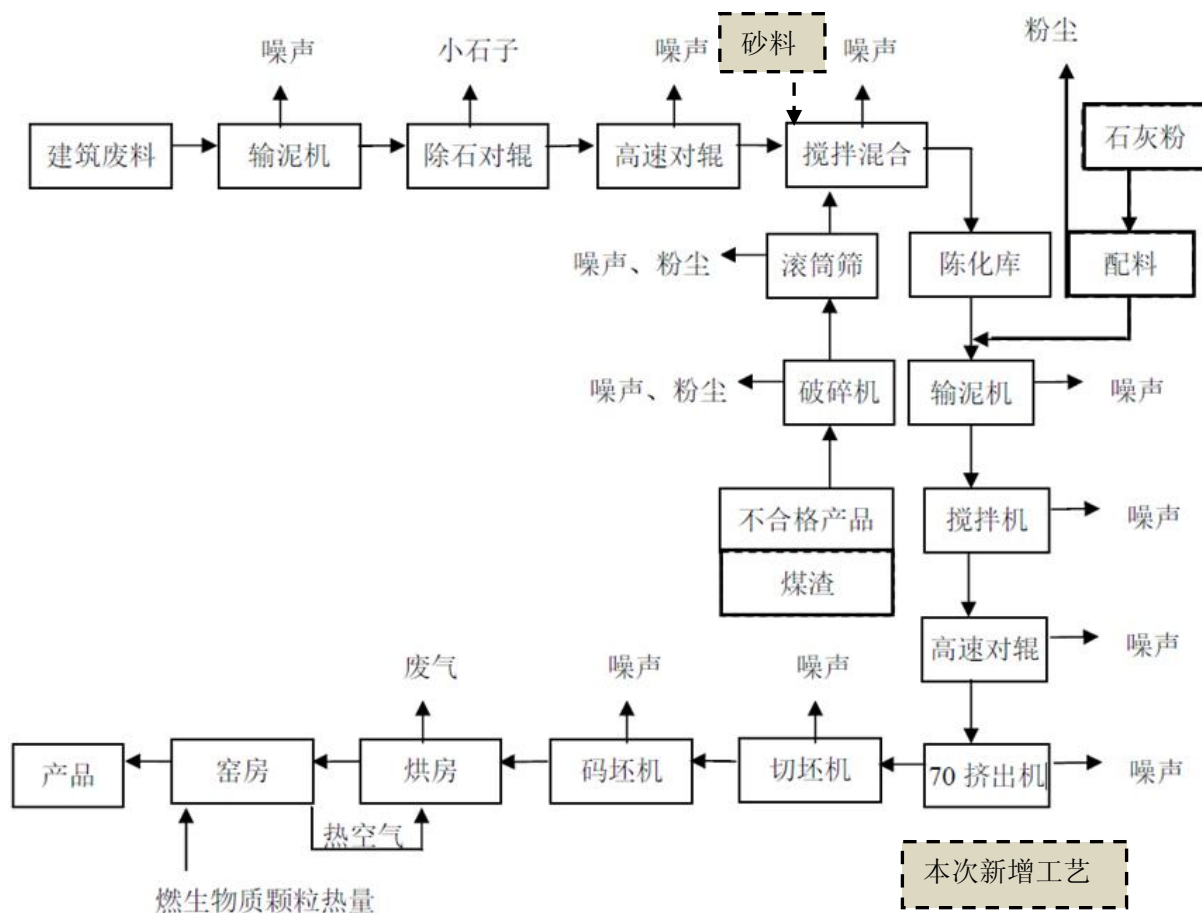 粉尘
噪声
小石子
噪声
砂料
噪声
建筑废料
输泥机
除石对辊
高速对辊
搅拌混合
石灰粉
噪声、粉尘
滚筒筛
陈化库
配料
噪声、粉尘
破碎机
输泥机
噪声
不合格产品
搅拌机
噪声
煤渣
高速对辊
噪声
废气
噪声
噪声
产品
窑房
烘房
码坯机
切坯机
70 挤出机
噪声
热空气
本次新增工艺
燃生物质颗粒热量